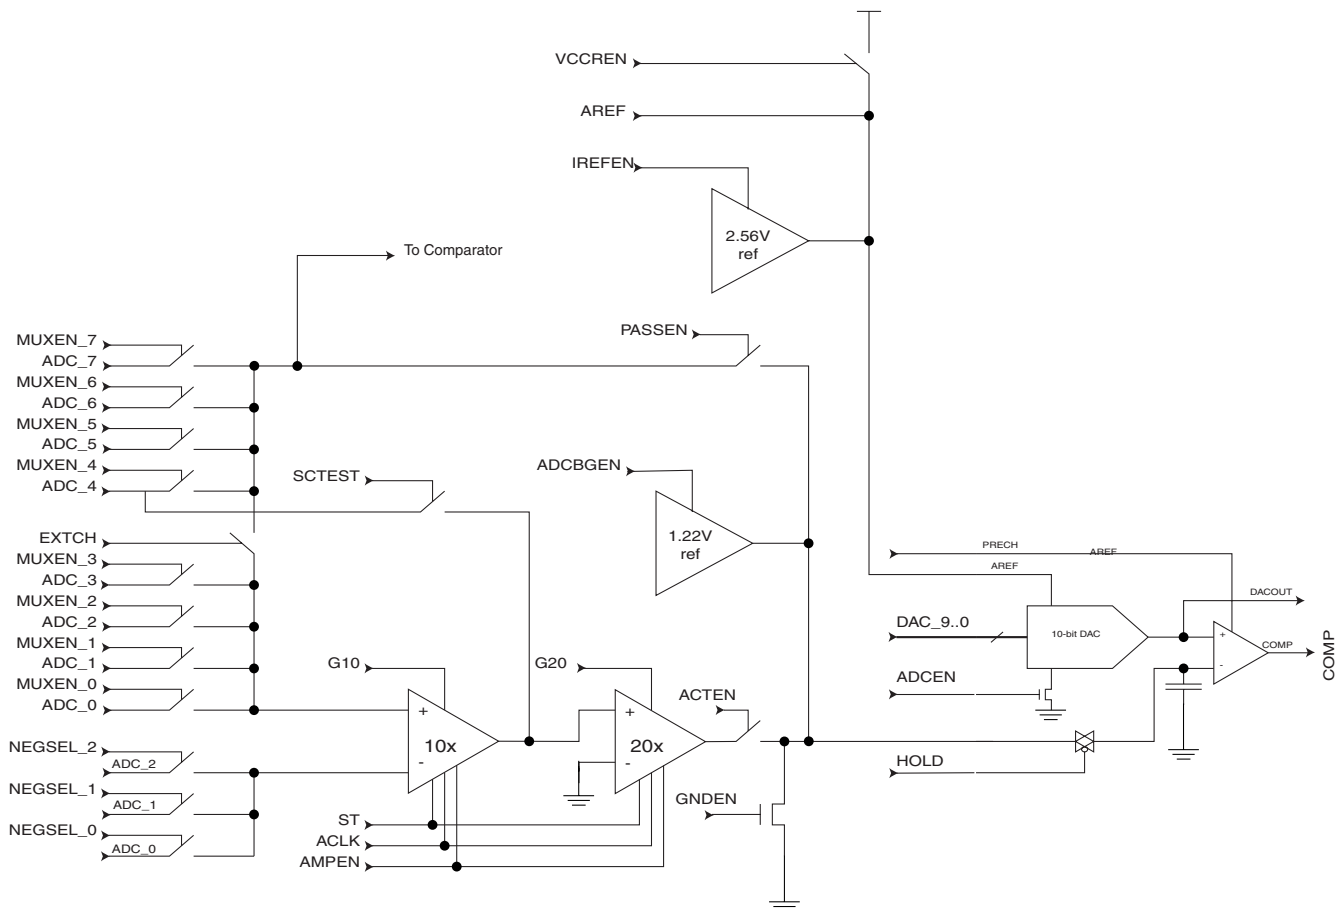 VCCREN
AREF
IREFEN
2.56V
ref
To Comparator
PASSEN
MUXEN_7
ADC_7
MUXEN_6
ADC_6
MUXEN_5
ADC_5
MUXEN_4
ADC_4
SCTEST
ADCBGEN
1.22V
ref
EXTCH
MUXEN_3
ADC_3
MUXEN_2
ADC_2
MUXEN_1
ADC_1
MUXEN_0
ADC_0
PRECH
AREF
AREF
DACOUT
DAC_9..0
10-bit DAC
+
-
COMP
COMP
ADCEN
G10
G20
ACTEN
+
10x
-
+
20x
-
HOLD
NEGSEL_2
ADC_2
NEGSEL_1
ADC_1
NEGSEL_0
ADC_0
GNDEN
ST
ACLK
AMPEN